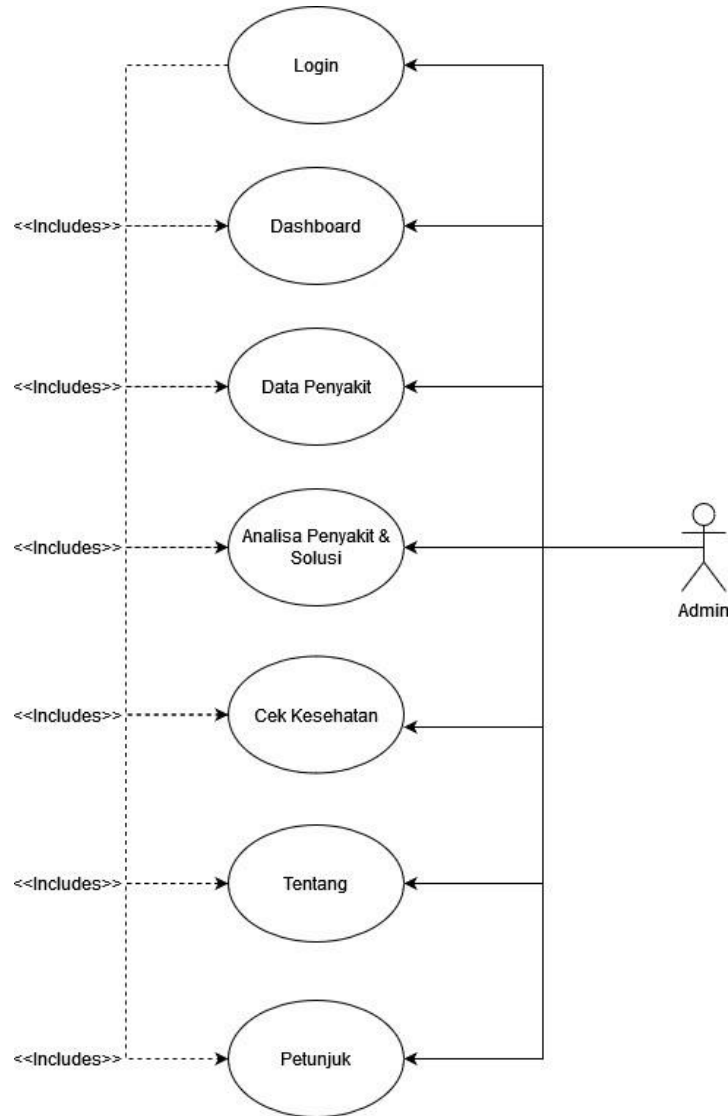 Login
<<Includes>>
Dashboard
<<Includes>>
Data Penyakit
<<Includes>>
Analisa Penyakit &
Solusi
Admin
<<Includes>>
Cek Kesehatan
<<Includes>>
Tentang
<<Includes>>
Petunjuk